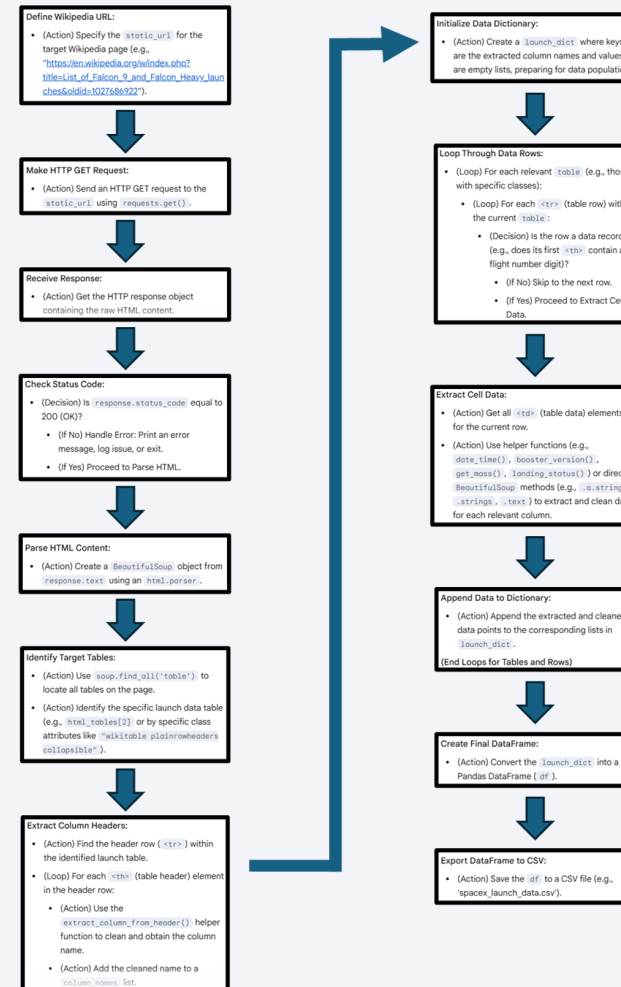 Define Wikipedia URL:
• (Action) Specify the static_url for the
target Wikipedia page (e.g.,
"https://en.wikipedia.org/w/index.php?
title=List_of_Falcon_9_and_Falcon_Heavy_laun
ches&oldid=1027686922").
Make HTTP GET Request:
• (Action) Send an HTTP GET request to the
static_url using requests.get() .
Receive Response:
• (Action) Get the HTTP response object
containing the raw HTML content.
Check Status Code:
• (Decision) Is response.status_code equal to
200 (OK)?
• (If No) Handle Error: Print an error
message, log issue, or exit.
• (If Yes) Proceed to Parse HTML.
Parse HTML Content:
• (Action) Create a BeautifulSoup object from
response.text using an html.parser .
Identify Target Tables:
• (Action) Use soup.find_all('table') to
locate all tables on the page.
• (Action) Identify the specific launch data table
(e.g., html_tables[2] or by specific class
attributes like "wikitable plainrowheaders
collapsible" ).
Extract Column Headers:
• (Action) Find the header row ( <tr> ) within
the identified launch table.
• (Loop) For each <th> (table header) element
in the header row:
• (Action) Use the
extract_column_from_header() helper
function to clean and obtain the column
name.
• (Action) Add the cleaned name to a
column_names list.
Initialize Data Dictionary:
• (Action) Create a launch_dict where keys
are the extracted column names and values
are empty lists, preparing for data populati
Loop Through Data Rows:
• (Loop) For each relevant table (e.g., thos
with specific classes):
• (Loop) For each <tr> (table row) with
the current table :
• (Decision) Is the row a data record
(e.g., does its first <th> contain a
flight number digit)?
• (If No) Skip to the next row.
• (If Yes) Proceed to Extract Cel
Data.
Extract Cell Data:
• (Action) Get all <td> (table data) elements
for the current row.
• (Action) Use helper functions (e.g.,
date_time() , booster_version() ,
get_mass() , landing_status() ) or direc
BeautifulSoup methods (e.g., .a.string
.strings , .text ) to extract and clean da
for each relevant column.
Append Data to Dictionary:
• (Action) Append the extracted and cleane
data points to the corresponding lists in
launch_dict .
(End Loops for Tables and Rows)
Create Final DataFrame:
• (Action) Convert the launch_dict into a
Pandas DataFrame ( df ).
Export DataFrame to CSV:
• (Action) Save the df to a CSV file (e.g.,
'spacex_launch_data.csv').